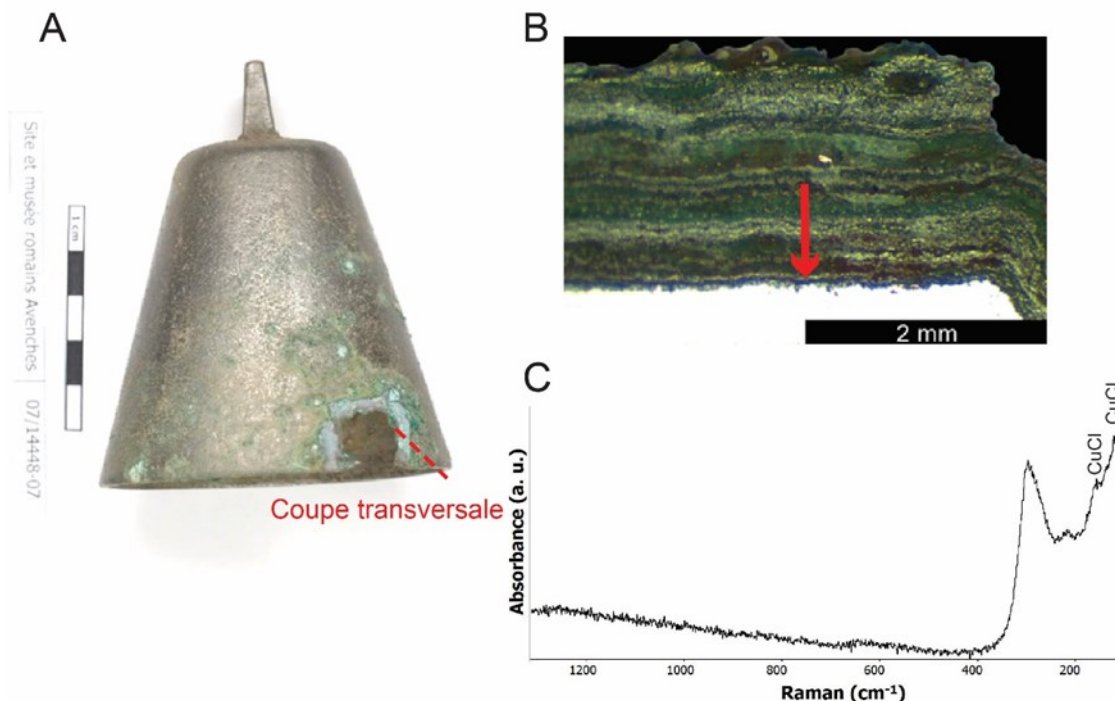 A
Site et musée romains Avenches
07/14448-07
1 cm
Coupe transversale
B
2 mm
C
Absorbance (a. u.)
CuCl
CuCl
1200
1000
800
600
400
200
Raman (cm⁻¹)